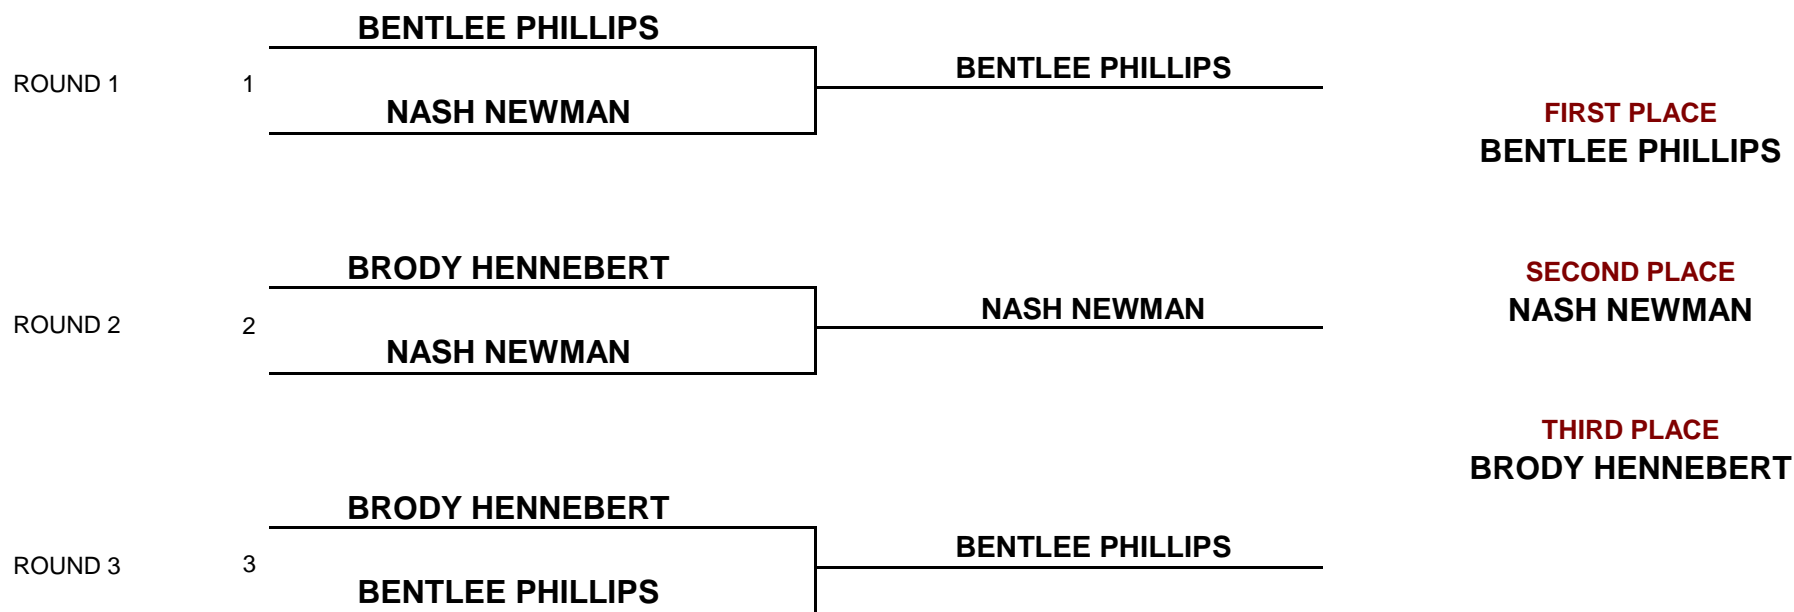 BENTLEE PHILLIPS
ROUND 1
1
BENTLEE PHILLIPS
NASH NEWMAN
FIRST PLACE
BENTLEE PHILLIPS
BRODY HENNEBERT
ROUND 2
2
NASH NEWMAN
NASH NEWMAN
SECOND PLACE
NASH NEWMAN
THIRD PLACE
BRODY HENNEBERT
BRODY HENNEBERT
ROUND 3
3
BENTLEE PHILLIPS
BENTLEE PHILLIPS